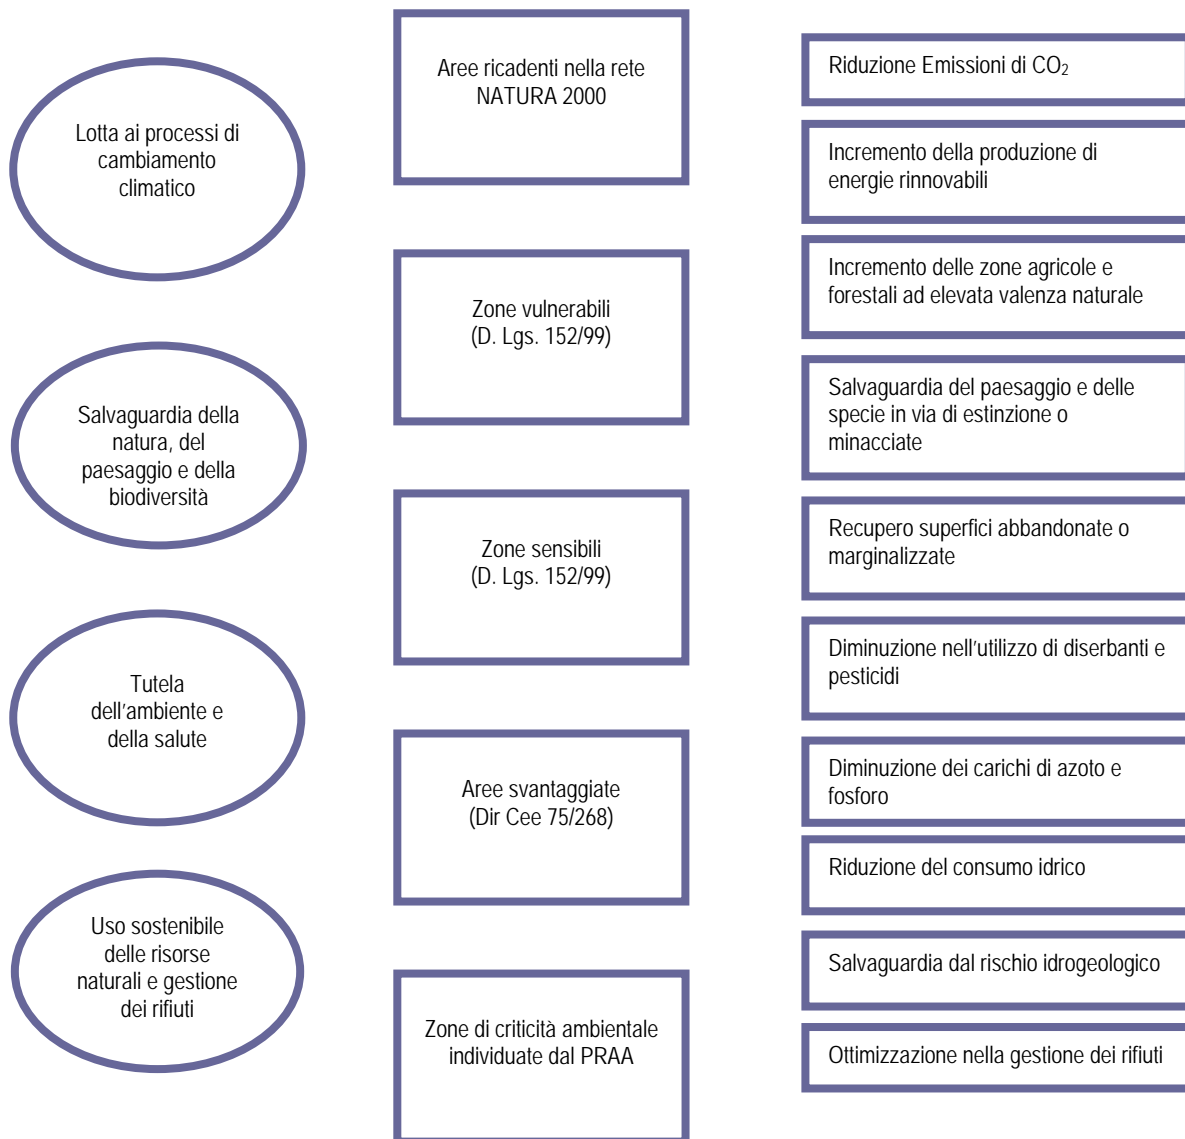 Lotta ai processi di
cambiamento
climatico
Salvaguardia della
natura, del
paesaggio e della
biodiversità
Tutela
dell'ambiente e
della salute
Uso sostenibile
delle risorse
naturali e gestione
dei rifiuti
Aree ricadenti nella rete
NATURA 2000
Zone vulnerabili
(D. Lgs. 152/99)
Zone sensibili
(D. Lgs. 152/99)
Aree svantaggiate
(Dir Cee 75/268)
Zone di criticità ambientale
individuate dal PRAA
Riduzione Emissioni di CO₂
Incremento della produzione di
energie rinnovabili
Incremento delle zone agricole e
forestali ad elevata valenza naturale
Salvaguardia del paesaggio e delle
specie in via di estinzione o
minacciate
Recupero superfici abbandonate o
marginalizzate
Diminuzione nell'utilizzo di diserbanti e
pesticidi
Diminuzione dei carichi di azoto e
fosforo
Riduzione del consumo idrico
Salvaguardia dal rischio idrogeologico
Ottimizzazione nella gestione dei rifiuti